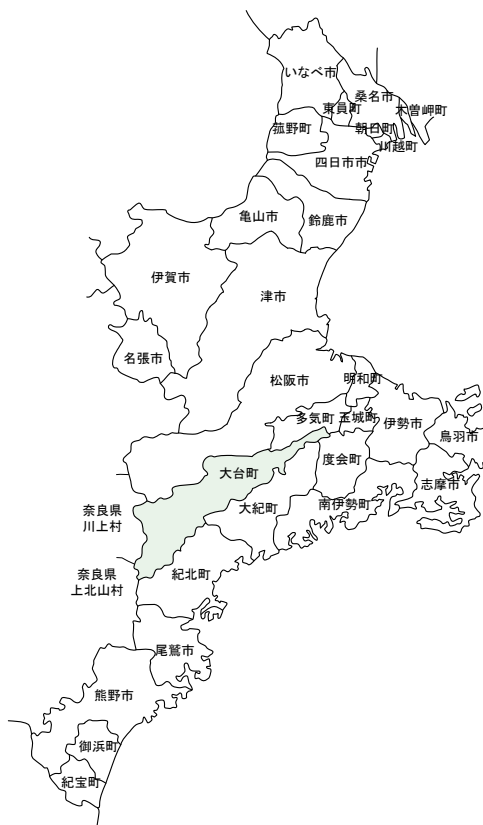 いなべ市
桑名市
東員町
木曽岬町
菰野町
朝日町
川越町
四日市市
亀山市
鈴鹿市
伊賀市
津市
名張市
松阪市
明和町
多気町
玉城町
伊勢市
鳥羽市
大台町
度会町
志摩市
奈良県
川上村
大紀町
南伊勢町
奈良県
上北山村
紀北町
尾鷲市
熊野市
御浜町
紀宝町